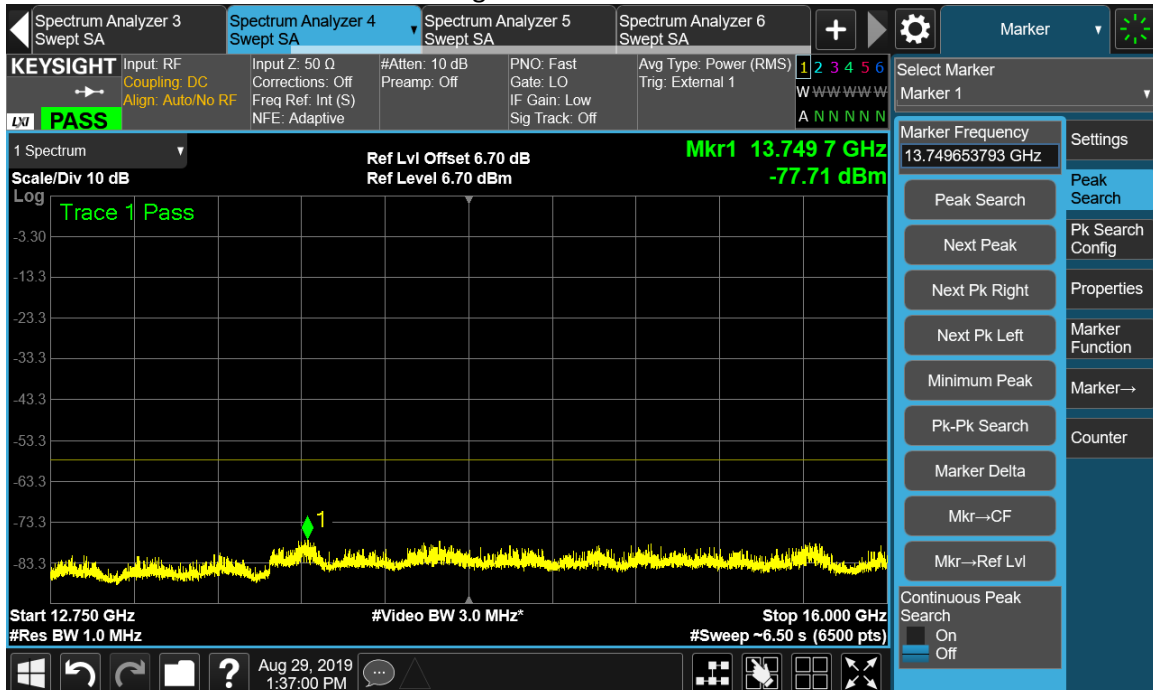 Spectrum Analyzer 3
Swept SA
Spectrum Analyzer 4
Swept SA
Spectrum Analyzer 5
Swept SA
Spectrum Analyzer 6
Swept SA
+
Marker
KEYSIGHT
LXI
PASS
Input: RF
Coupling: DC
Align: Auto/No RF
Input Z: 50 Ω
Corrections: Off
Freq Ref: Int (S)
NFE: Adaptive
#Atten: 10 dB
Preamp: Off
PNO: Fast
Gate: LO
IF Gain: Low
Sig Track: Off
Avg Type: Power (RMS)
Trig: External 1
1 2 3 4 5 6
W W W W W W
A N N N N N
Select Marker
Marker 1
1 Spectrum
Scale/Div 10 dB
Ref Lvl Offset 6.70 dB
Ref Level 6.70 dBm
Mkr1 13.749 7 GHz
-77.71 dBm
Log
Trace 1 Pass
-3.30
-13.3
-23.3
-33.3
-43.3
-53.3
-63.3
-73.3
-83.3
1
Start 12.750 GHz
#Video BW 3.0 MHz*
Stop 16.000 GHz
#Res BW 1.0 MHz
#Sweep ~6.50 s (6500 pts)
Marker Frequency
13.749653793 GHz
Peak Search
Next Peak
Next Pk Right
Next Pk Left
Minimum Peak
Pk-Pk Search
Marker Delta
Mkr→CF
Mkr→Ref Lvl
Continuous Peak
Search
On
Off
Settings
Peak
Search
Pk Search
Config
Properties
Marker
Function
Marker→
Counter
?
Aug 29, 2019
1:37:00 PM